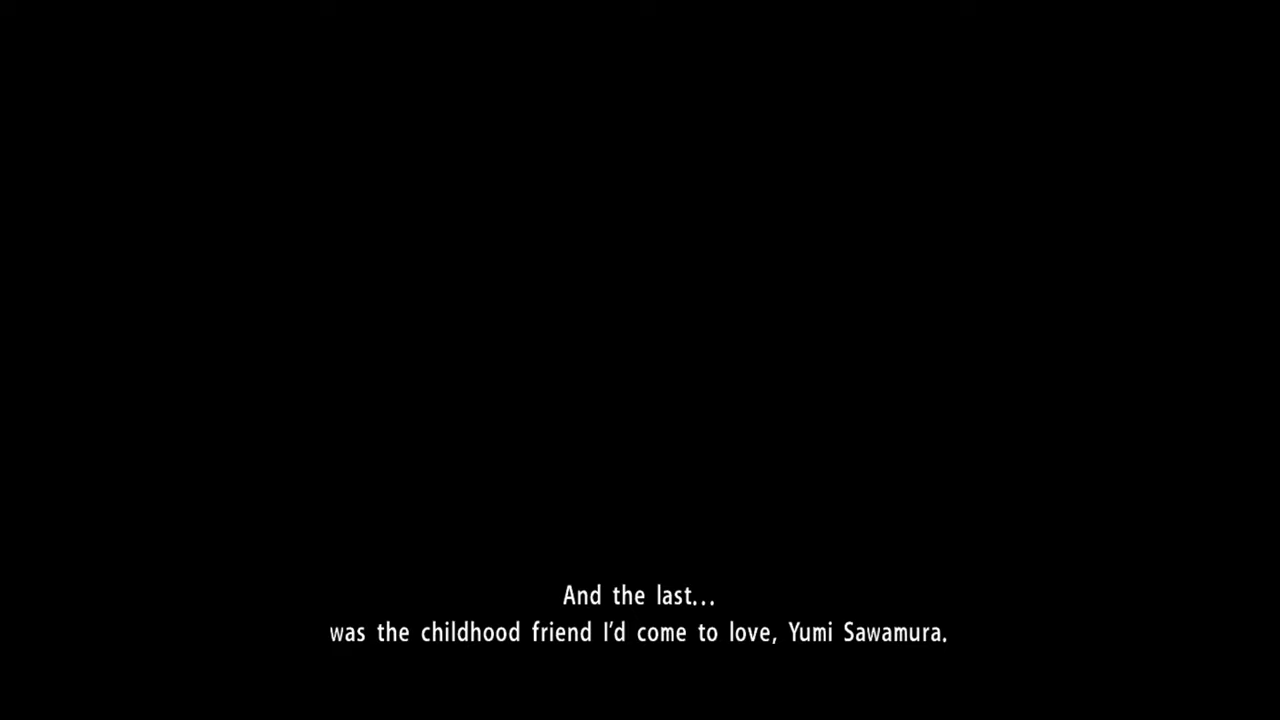 And the last...
was the childhood friend I'd come to love, Yumi Sawamura.